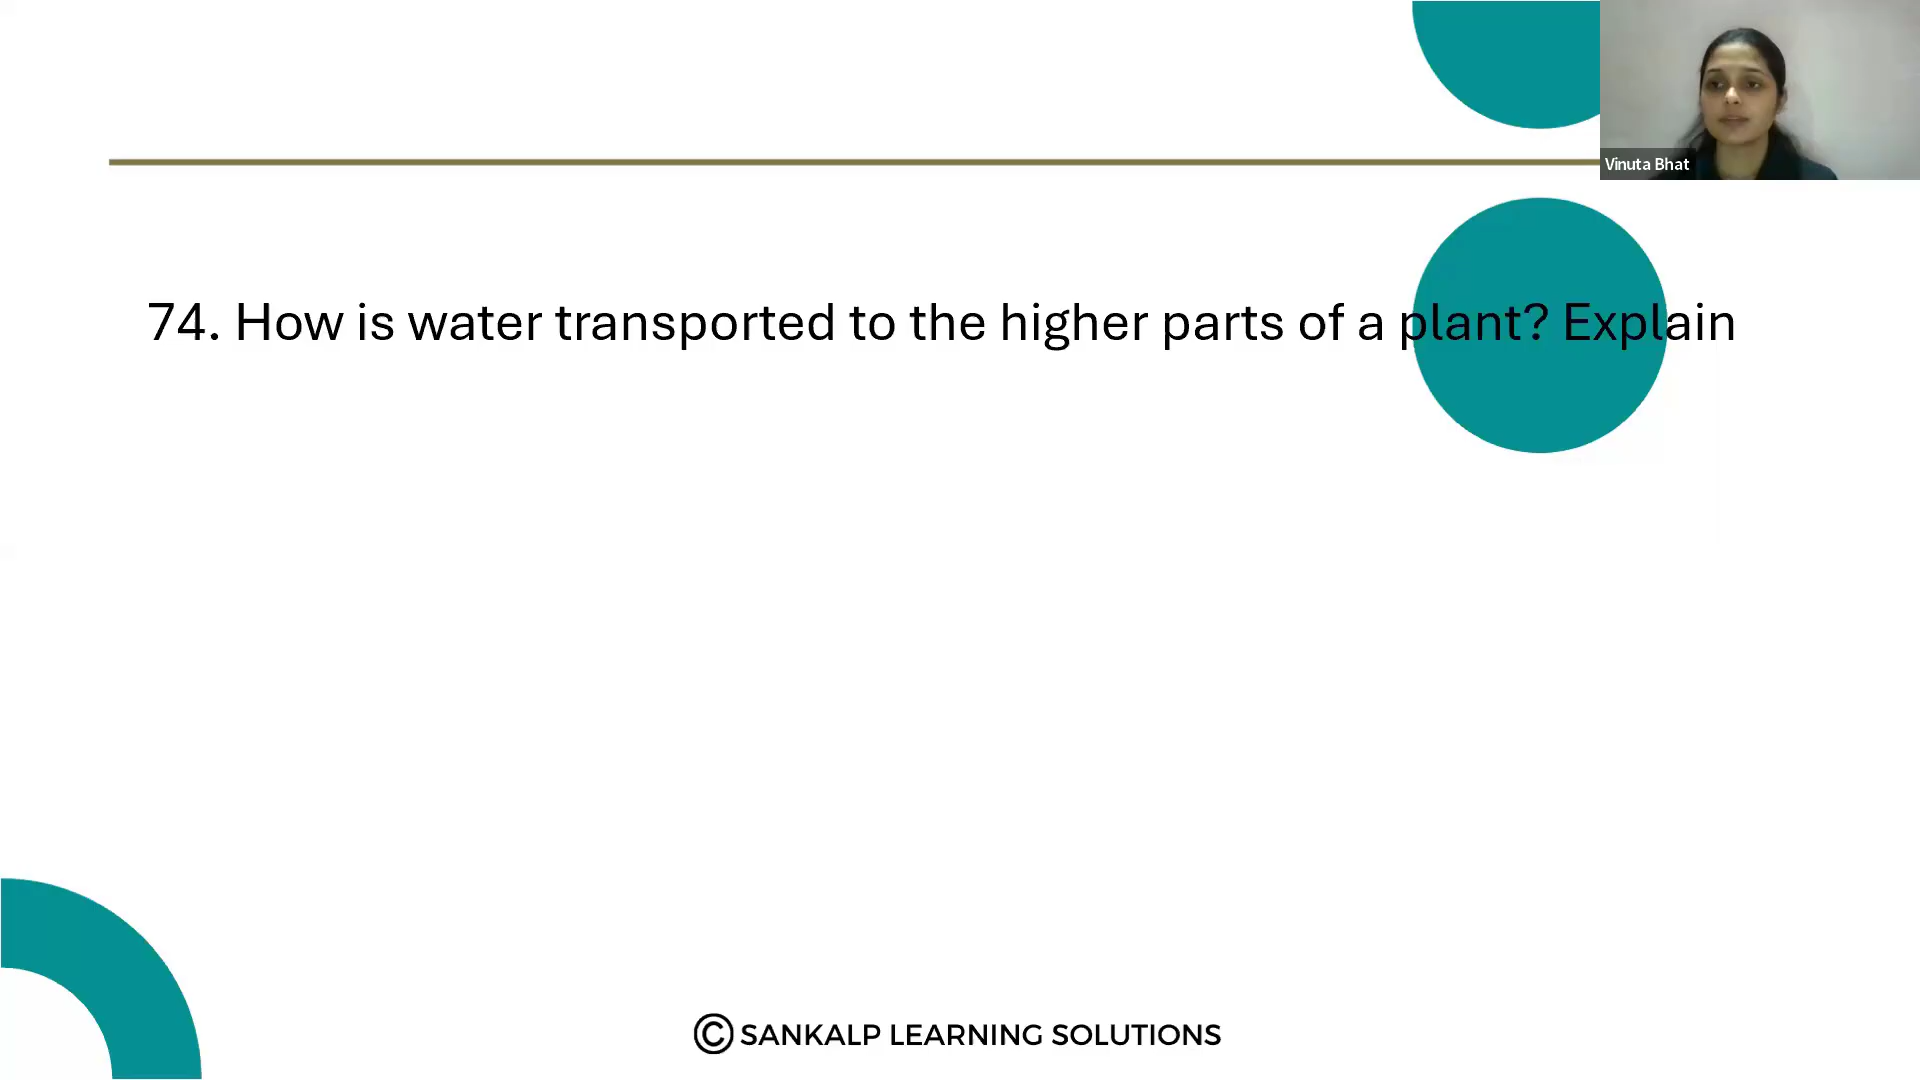 Vinuta Bhat
74. How is water transported to the higher parts of a plant? Explain
© SANKALP LEARNING SOLUTIONS